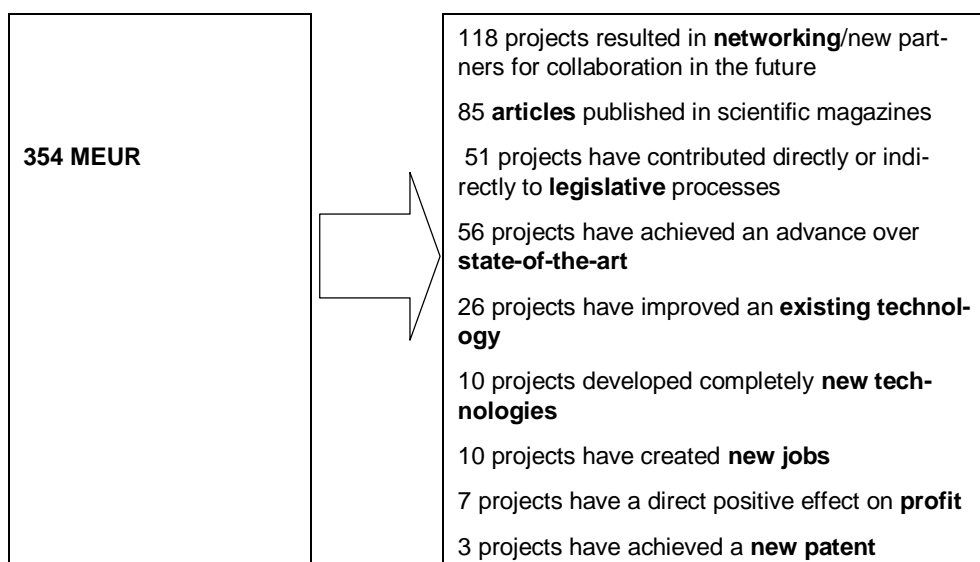 354 MEUR
118 projects resulted in networking/new part-
ners for collaboration in the future
85 articles published in scientific magazines
51 projects have contributed directly or indi-
rectly to legislative processes
56 projects have achieved an advance over
state-of-the-art
26 projects have improved an existing technol-
ogy
10 projects developed completely new tech-
nologies
10 projects have created new jobs
7 projects have a direct positive effect on profit
3 projects have achieved a new patent